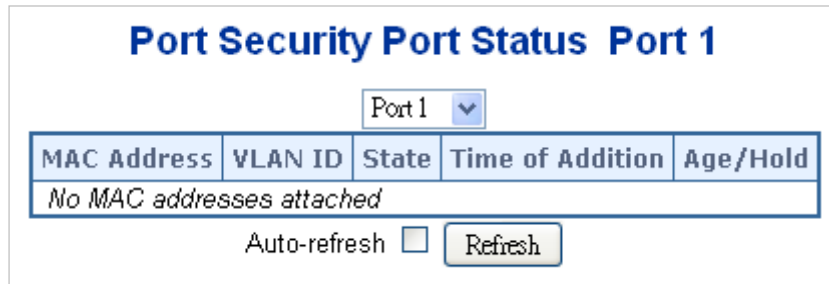 Port Security Port Status Port 1
Port 1
MAC Address VLAN ID State Time of Addition Age/Hold
No MAC addresses attached
Auto-refresh Refresh